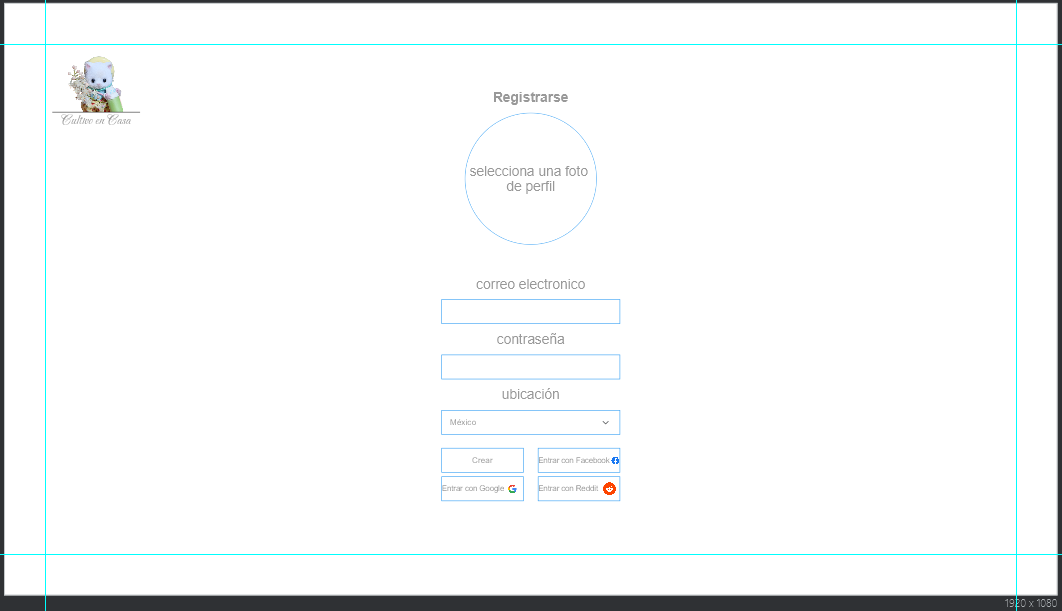 Cultivo en Casa
Registrarse
selecciona una foto
de perfil
correo electronico
contraseña
ubicación
México
Crear
Entrar con Facebook
Entrar con Google
Entrar con Reddit
1920 x 1080